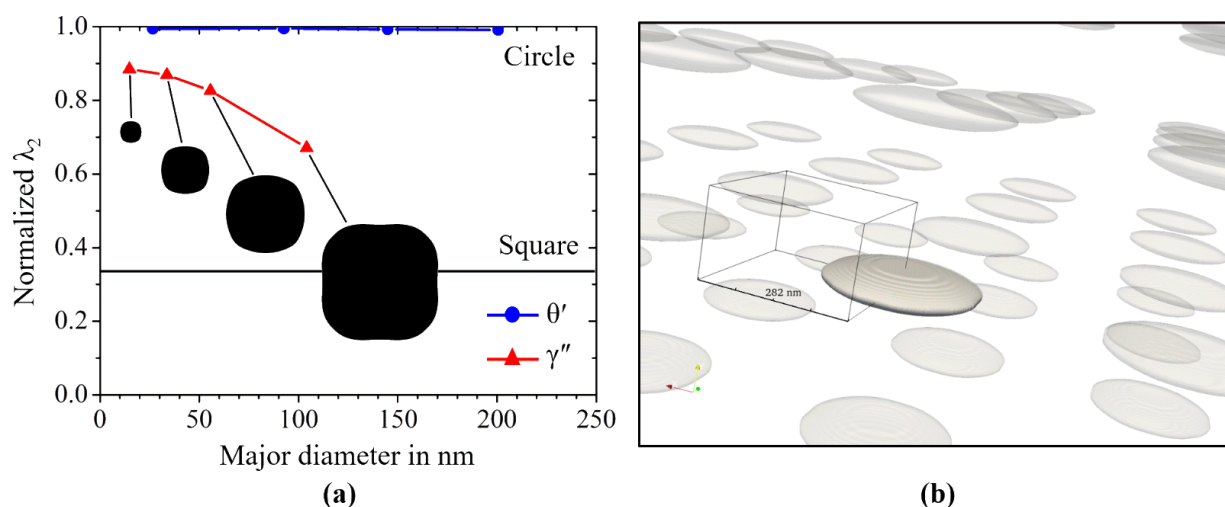 1.0
0.8
0.6
0.4
0.2
0.0
Normalized λ2
Circle
Square
θ′
γ″
0 50 100 150 200 250
Major diameter in nm
(a)
282 nm
(b)